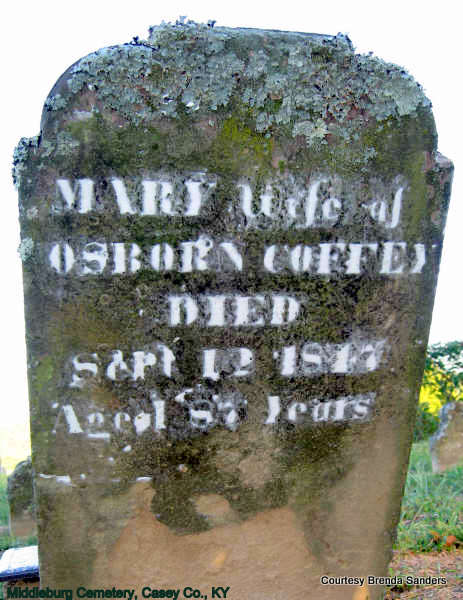 MARY Wife of
OSBORN COFFEY
DIED
Sept 12 1847
Aged 87 Years
Middleburg Cemetery, Casey Co., KY
Courtesy Brenda Sanders